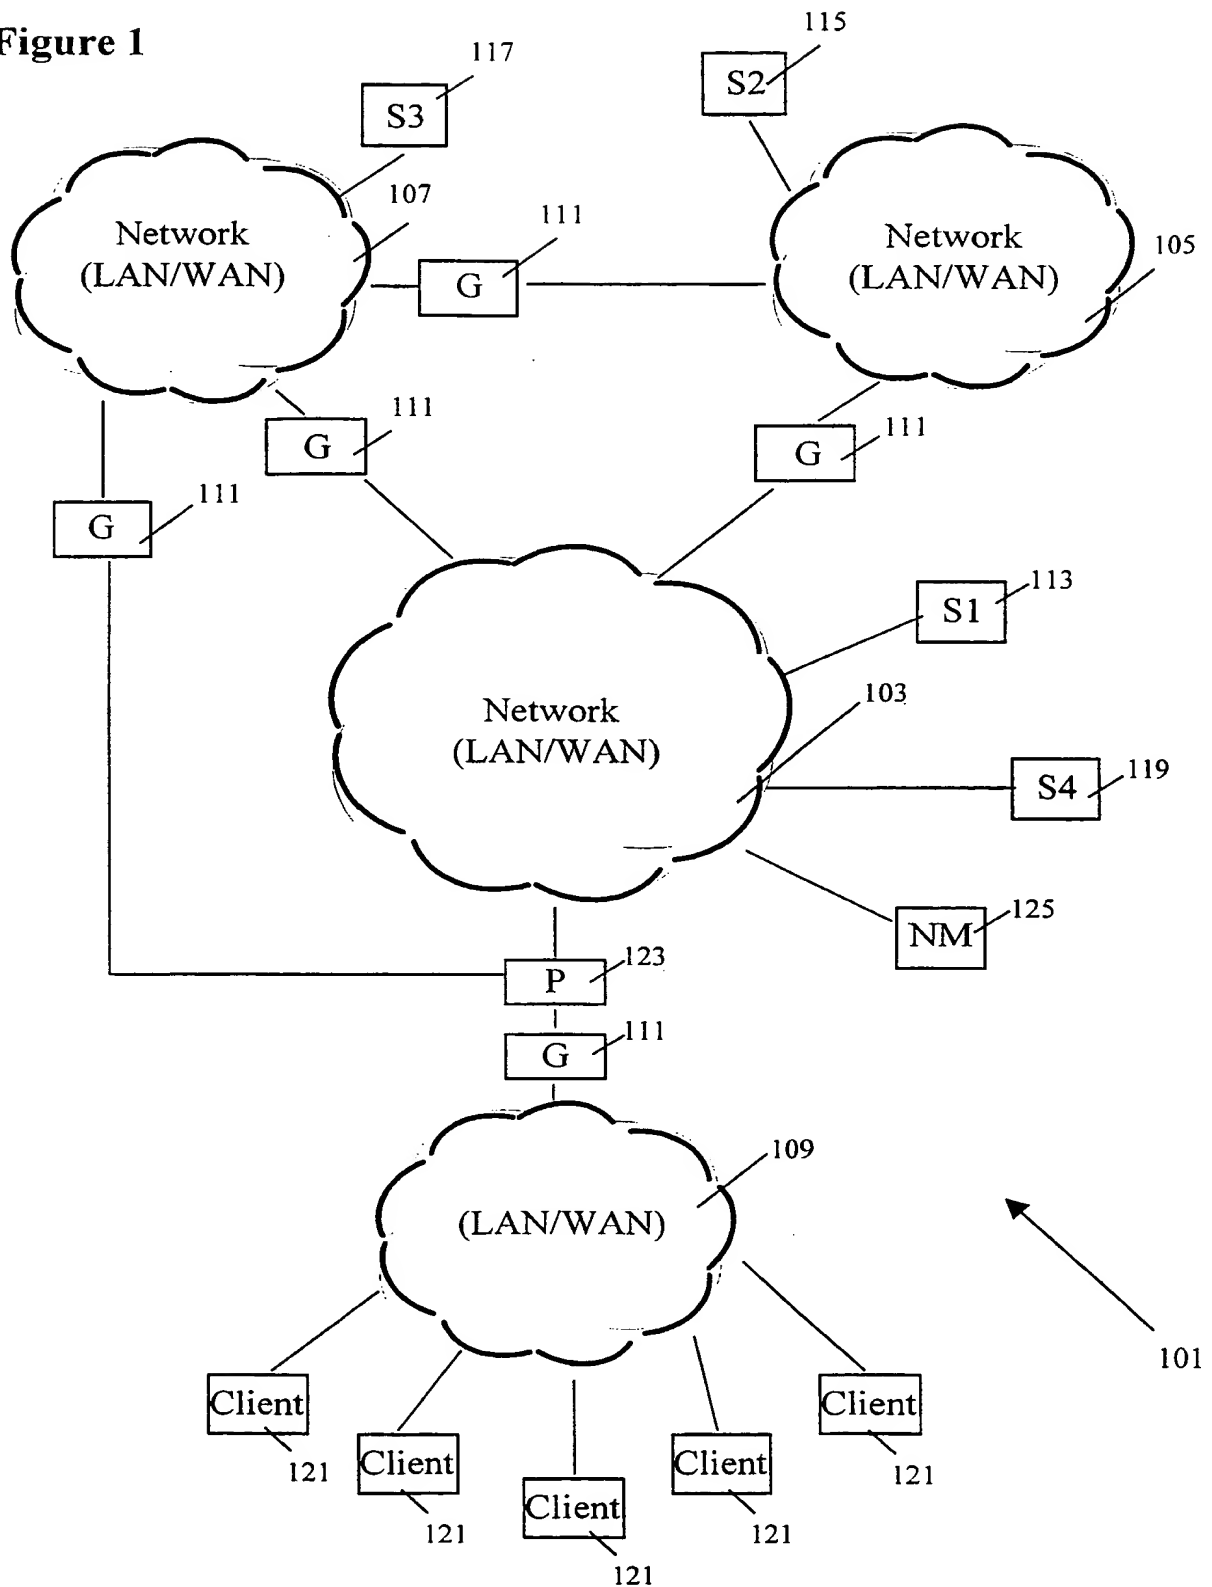 Figure 1
115
117
S2
S3
107
111
Network
(LAN/WAN)
Network
(LAN/WAN)
105
G
111
111
G
G
111
G
S1
113
103
Network
(LAN/WAN)
S4
119
NM
125
P
123
G
111
109
(LAN/WAN)
101
Client
Client
121
Client
121
Client
121
Client
121
121